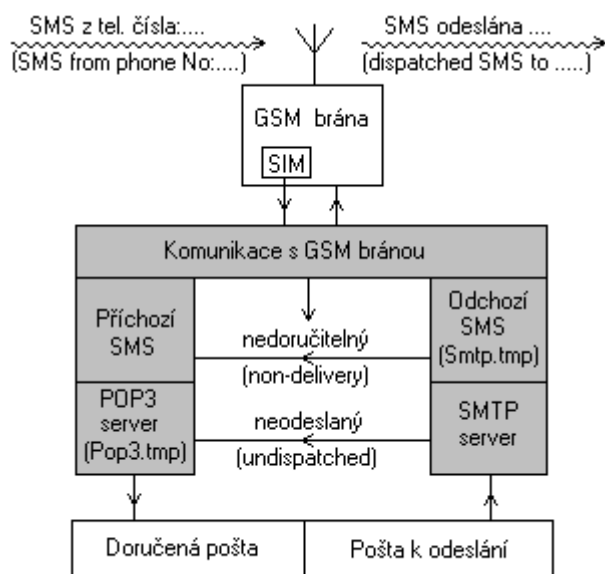 SMS z tel. čísla:....
(SMS from phone No:....)
SMS odeslána ....
(dispatched SMS to .....)
GSM brána
SIM
Komunikace s GSM bránou
Příchozí
SMS
nedoručitelný
(non-delivery)
Odchozí
SMS
(Smtp.tmp)
POP3
server
(Pop3.tmp)
neodeslaný
(undispatched)
SMTP
server
Doručená pošta
Pošta k odeslání